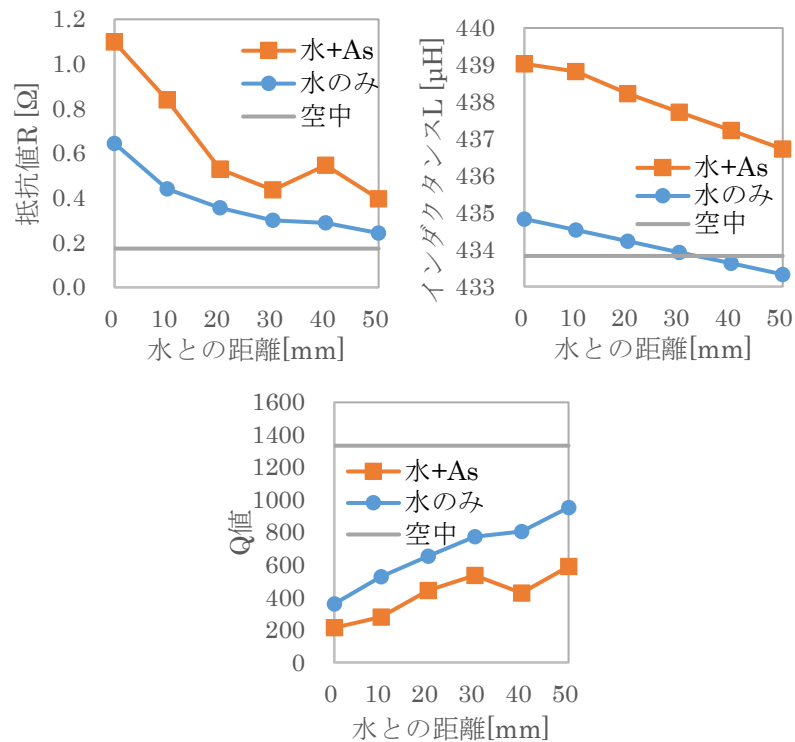 抵抗値R [Ω]
1.2
1.0
0.8
0.6
0.4
0.2
0.0
水+As
水のみ
空中
0 10 20 30 40 50
水との距離[mm]
インダクタンスL [µH]
440
439
438
437
436
435
434
433
水+As
水のみ
空中
0 10 20 30 40 50
水との距離[mm]
Q値
1600
1400
1200
1000
800
600
400
200
0
水+As
水のみ
空中
0 10 20 30 40 50
水との距離[mm]